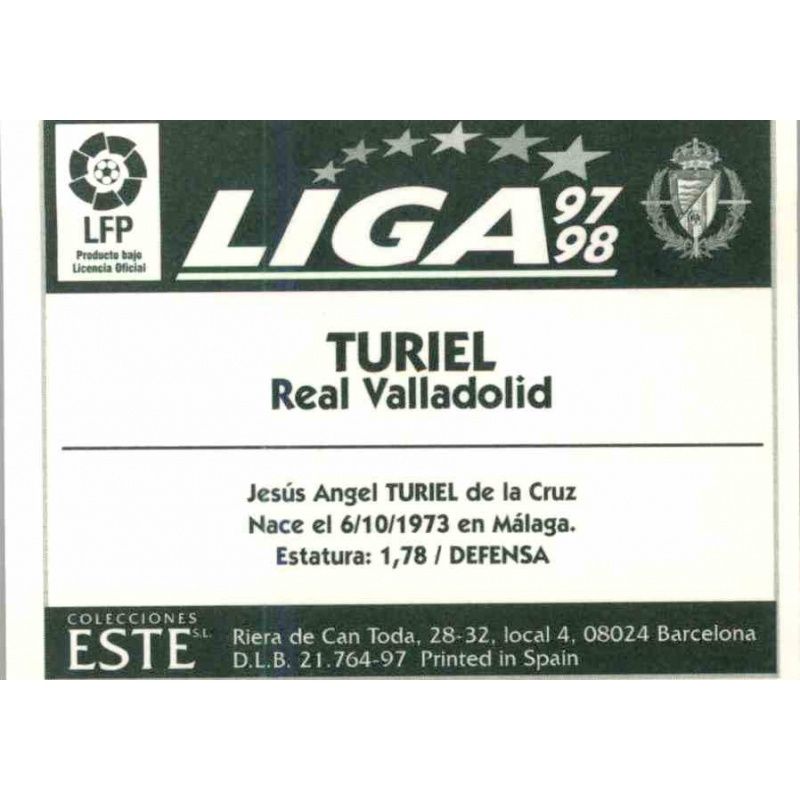 LFP
Producto bajo
Licencia Oficial
LIGA 97 98
TURIEL
Real Valladolid
Jesús Angel TURIEL de la Cruz
Nace el 6/10/1973 en Málaga.
Estatura: 1,78 / DEFENSA
COLECCIONES
ESTE S.L.
Riera de Can Toda, 28-32, local 4, 08024 Barcelona
D.L.B. 21.764-97 Printed in Spain